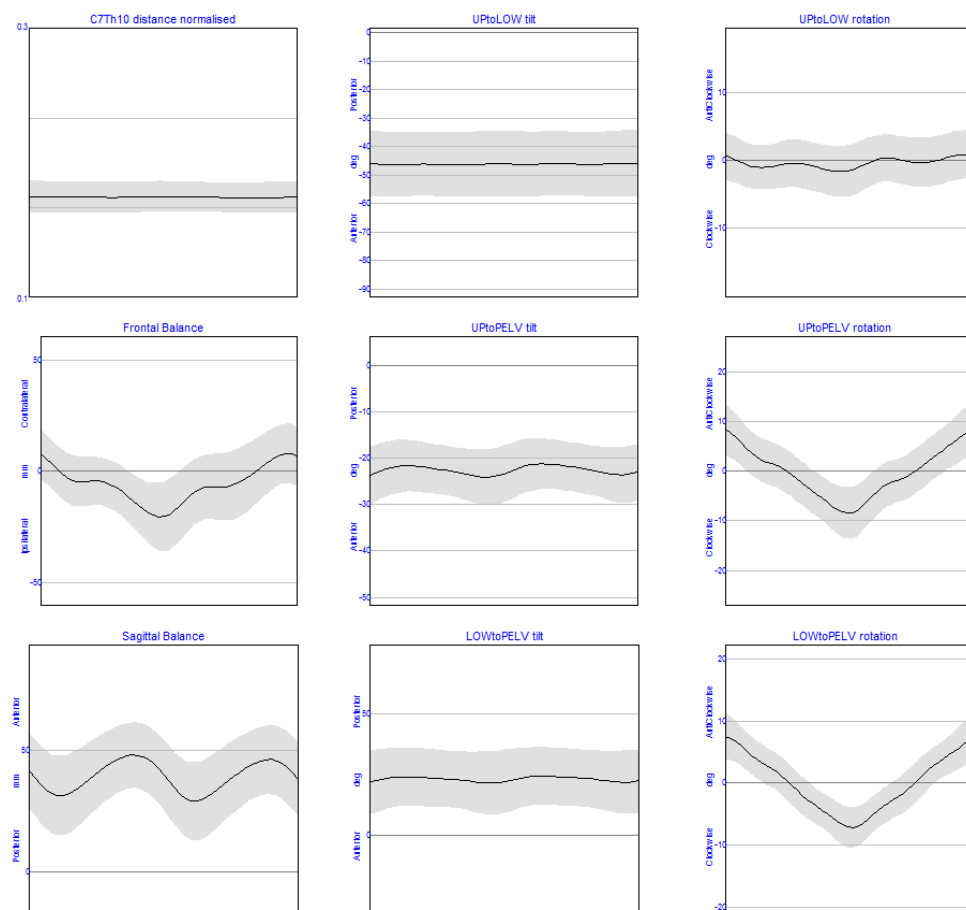 C7Th10 distance normalised
0.3
0.1
UPtoLOW tilt
Posterior
deg
Anterior
0
-10
-20
-30
-40
-50
-60
-70
-80
-90
UPtoLOW rotation
AntiClockwise
deg
Clockwise
10
0
-10
Frontal Balance
Contralateral
mm
Ipsilateral
50
0
-50
UPtoPELV tilt
Posterior
deg
Anterior
0
-10
-20
-30
-40
-50
UPtoPELV rotation
AntiClockwise
deg
Clockwise
20
10
0
-10
-20
Sagittal Balance
Anterior
mm
Posterior
50
0
LOWtoPELV tilt
Posterior
deg
Anterior
50
0
LOWtoPELV rotation
AntiClockwise
deg
Clockwise
20
10
0
-10
-20